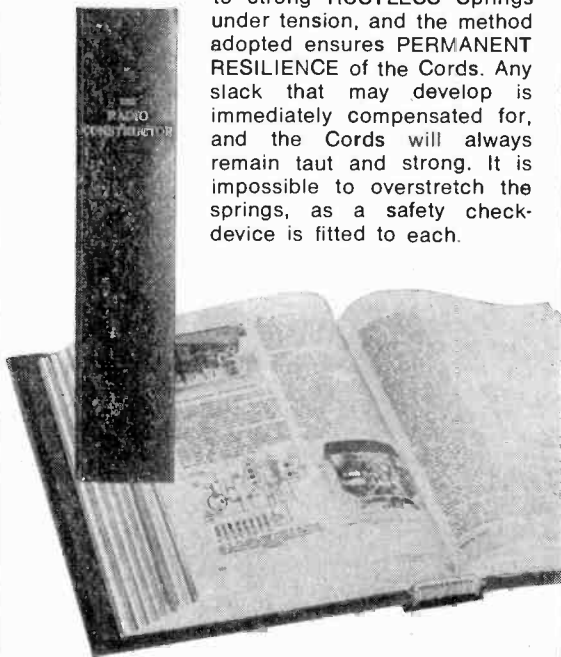 to strong RUSTLESS Springs
under tension, and the method
adopted ensures PERMANENT
RESILIENCE of the Cords. Any
slack that may develop is
immediately compensated for,
and the Cords will always
remain taut and strong. It is
impossible to overstretch the
springs, as a safety check-
device is fitted to each.
RADIO
CONSTRUCTOR